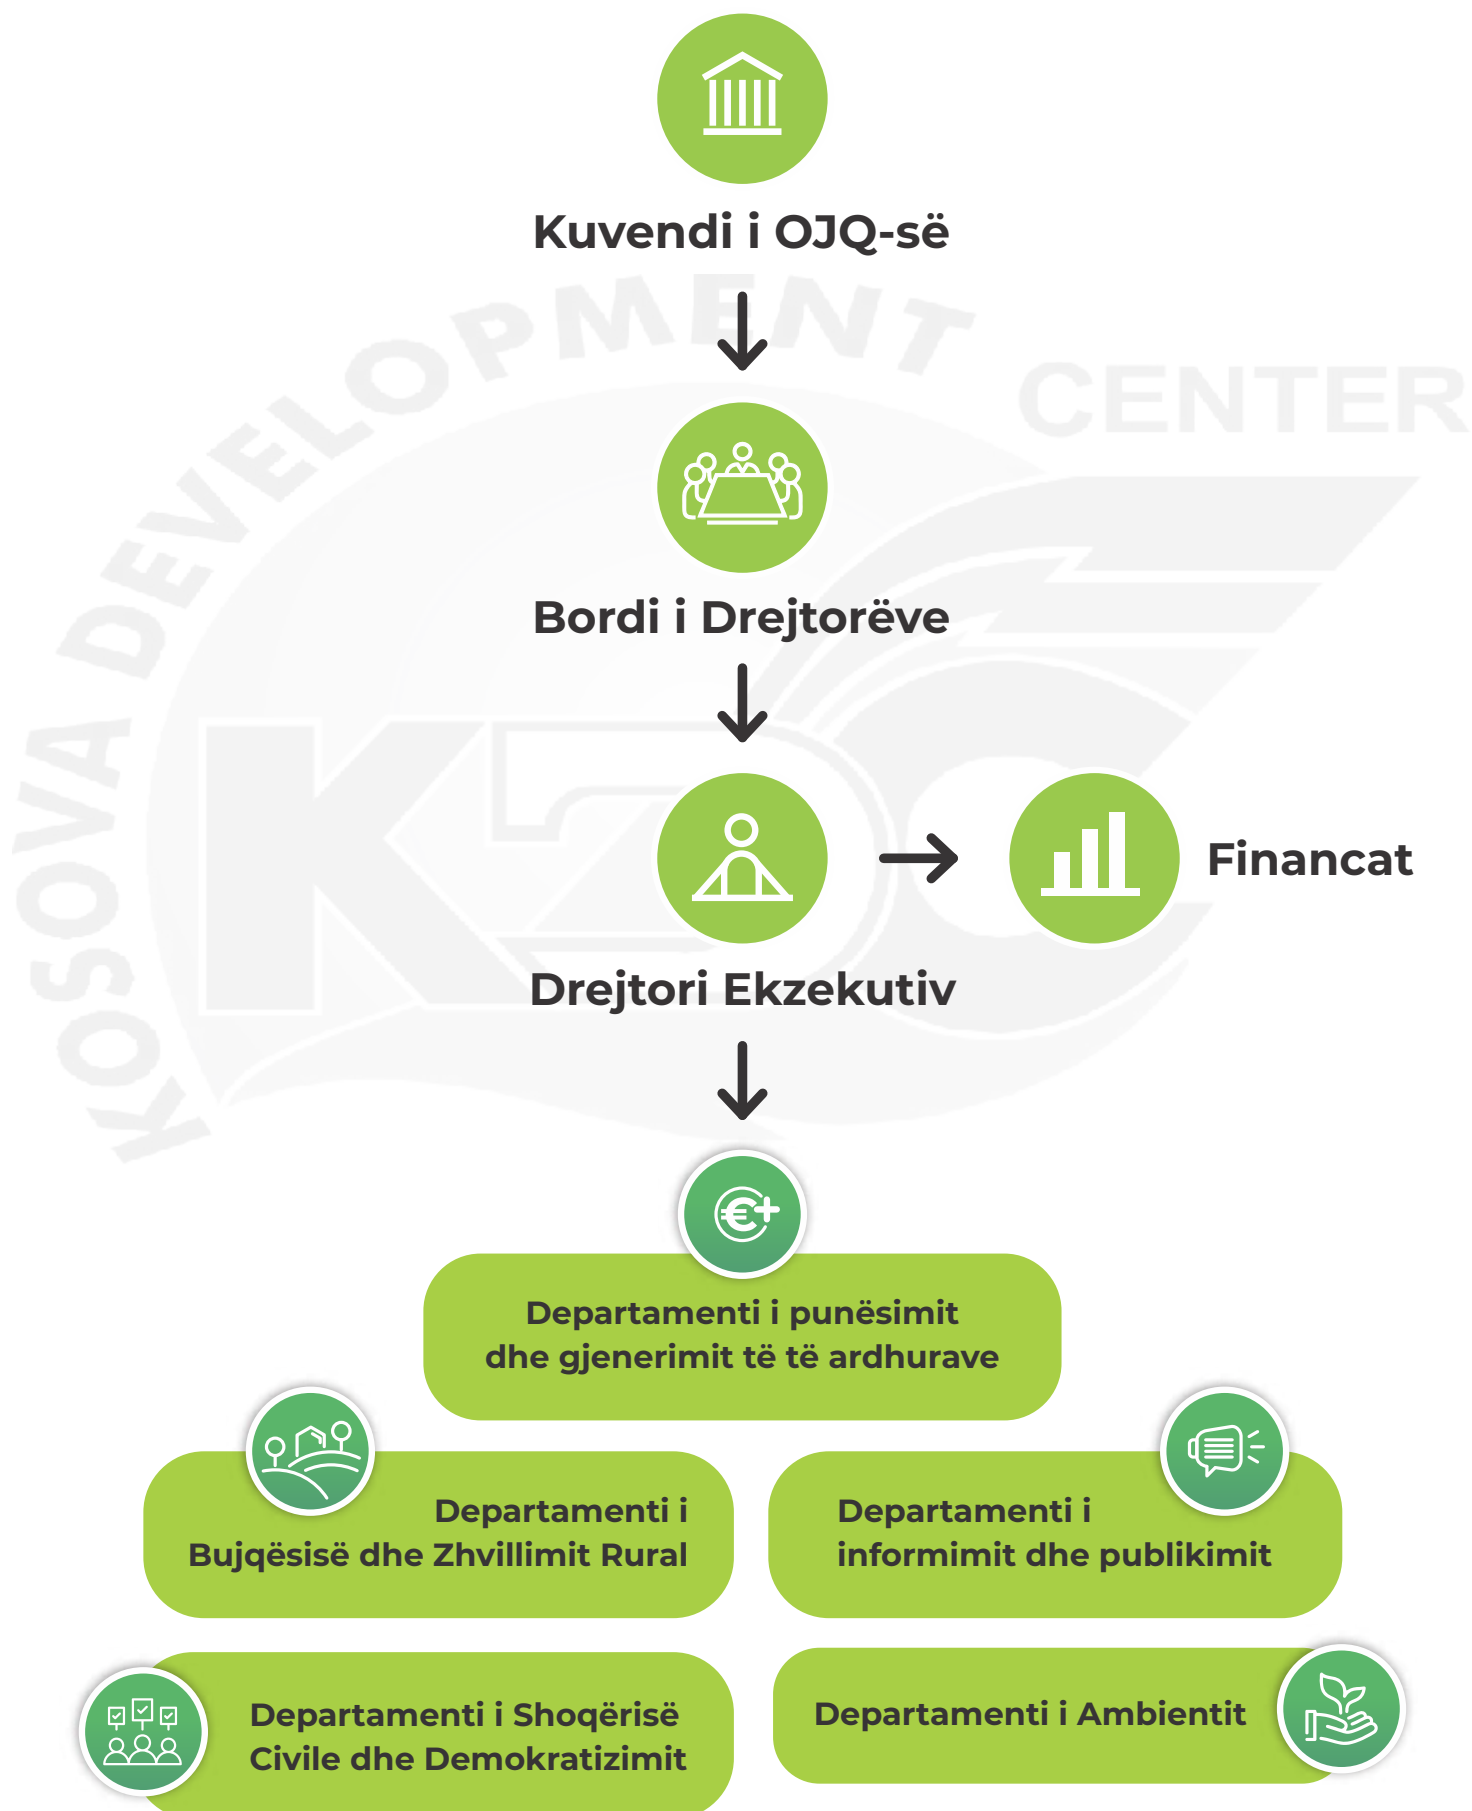 Kuvendi i OJQ-së
KOSOVA DEVELOPMENT CENTER
KDC
Bordi i Drejtorëve
Financat
Drejtori Ekzekutiv
Departamenti i punësimit
dhe gjenerimit të të ardhurave
Departamenti i
Bujqësisë dhe Zhvillimit Rural
Departamenti i
informimit dhe publikimit
Departamenti i Shoqërisë
Civile dhe Demokratizimit
Departamenti i Ambientit